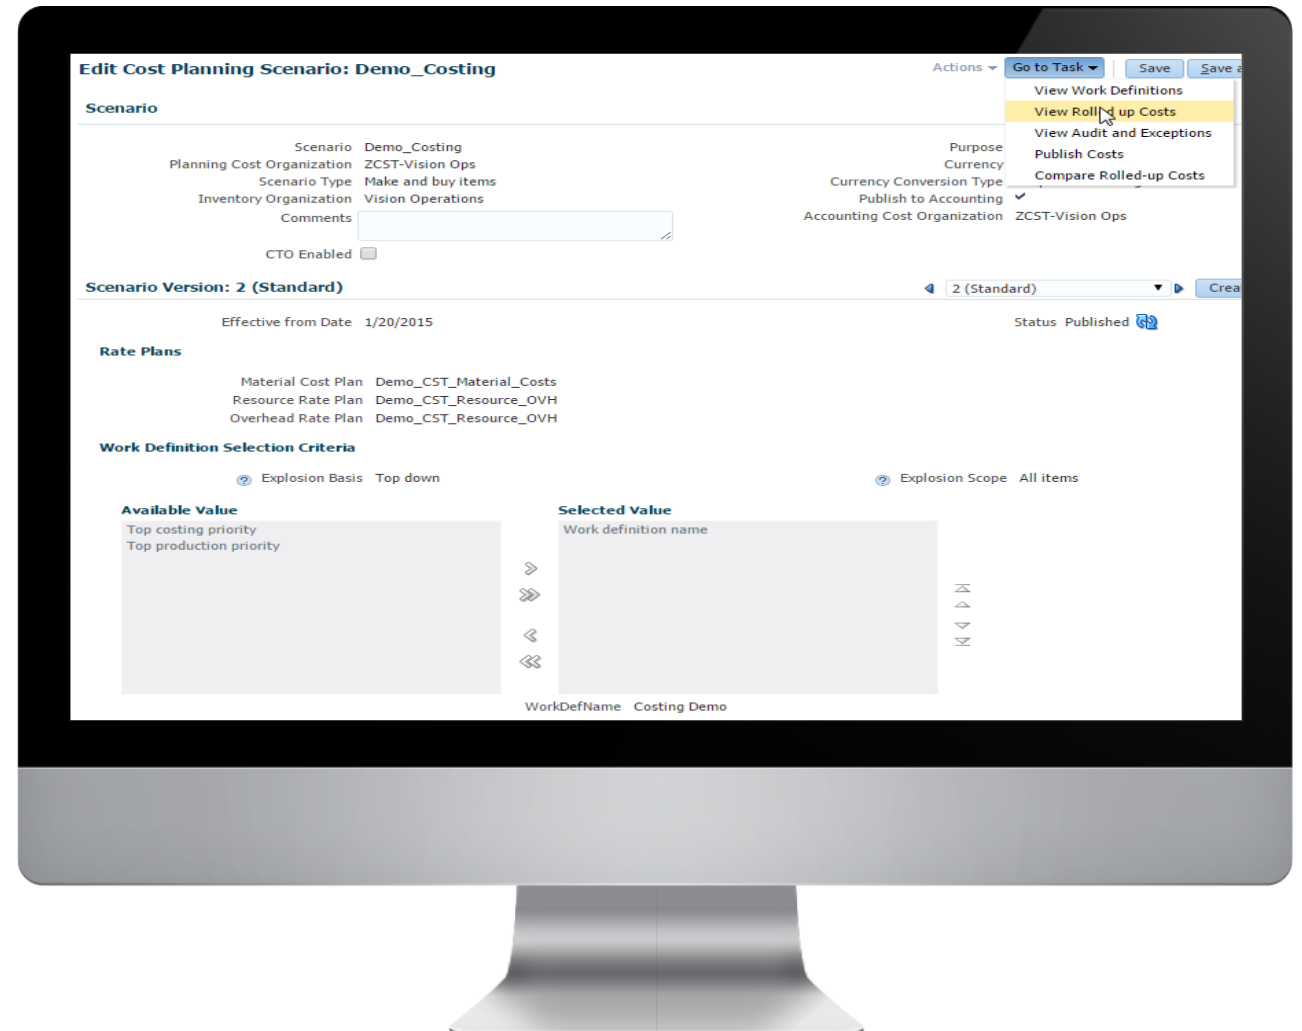 Edit Cost Planning Scenario: Demo_Costing
Actions Go to Task Save Save
View Work Definitions
View Rolled up Costs
View Audit and Exceptions
Publish Costs
Compare Rolled-up Costs
Scenario
Scenario Demo_Costing
Planning Cost Organization ZCST-Vision Ops
Scenario Type Make and buy items
Inventory Organization Vision Operations
Comments
CTO Enabled
Purpose
Currency
Currency Conversion Type
Publish to Accounting
Accounting Cost Organization ZCST-Vision Ops
Scenario Version: 2 (Standard)
2 (Standard) Crea
Effective from Date 1/20/2015
Status Published
Rate Plans
Material Cost Plan Demo_CST_Material_Costs
Resource Rate Plan Demo_CST_Resource_OVH
Overhead Rate Plan Demo_CST_Resource_OVH
Work Definition Selection Criteria
Explosion Basis Top down
Explosion Scope All items
Available Value
Top costing priority
Top production priority
Selected Value
Work definition name
WorkDefName Costing Demo